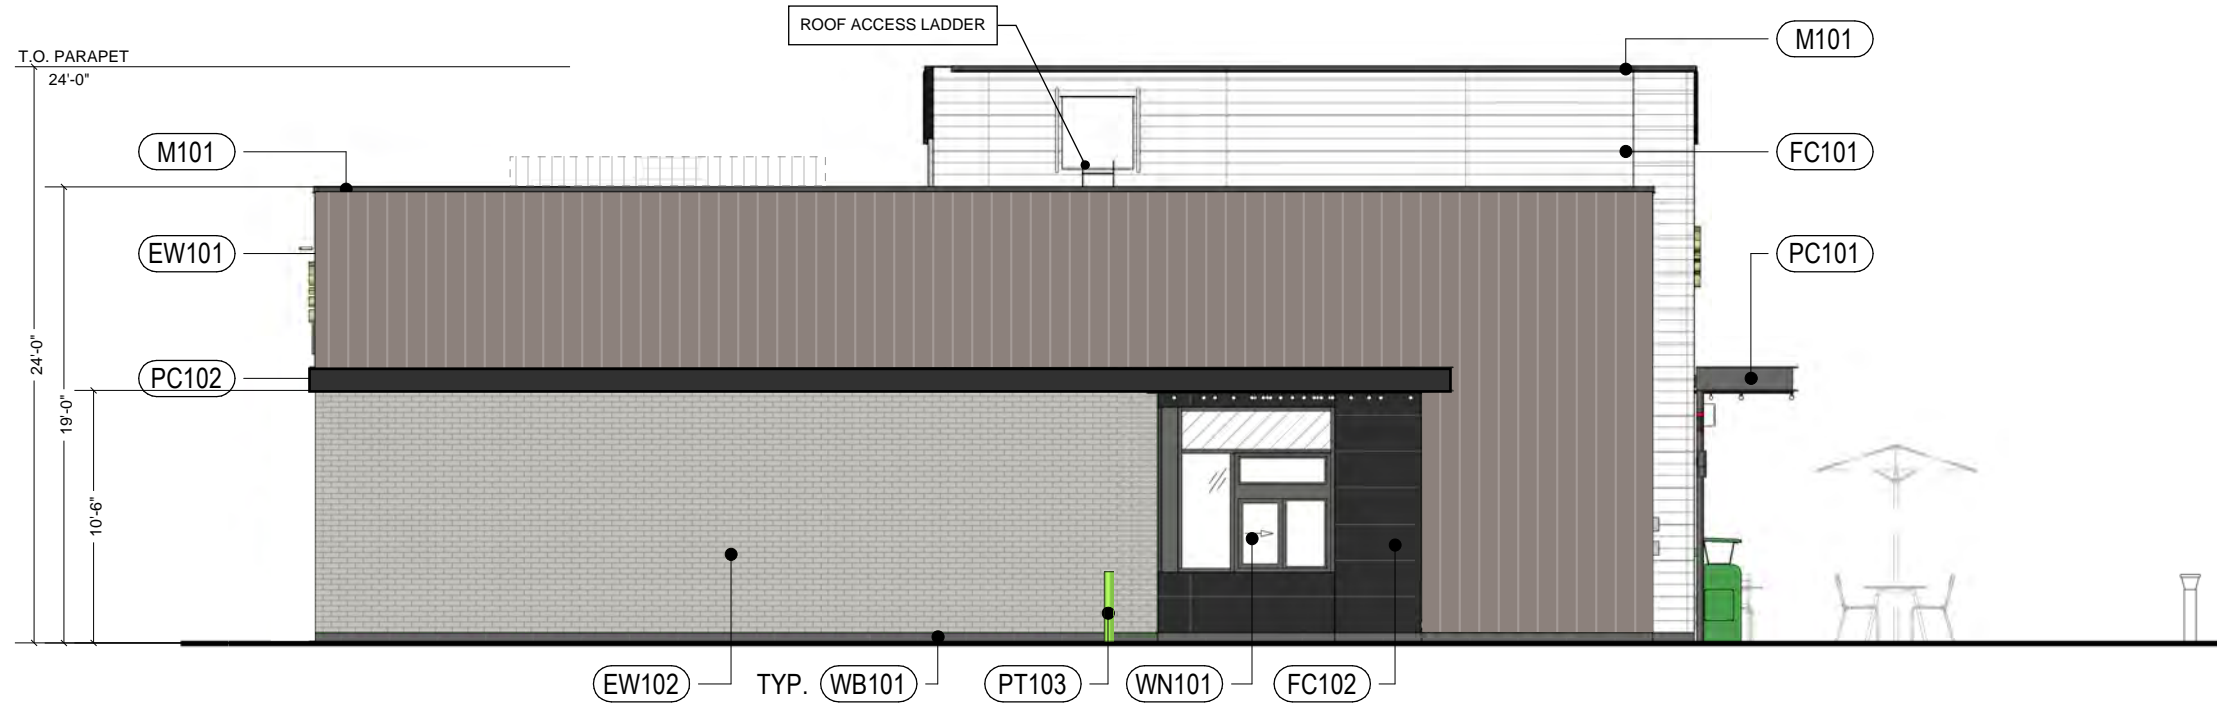 ROOF ACCESS LADDER
M101
T.O. PARAPET
24'-0"
M101
FC101
EW101
PC101
24'-0"
19'-0"
PC102
10'-6"
EW102
TYP. WB101
PT103
WN101
FC102